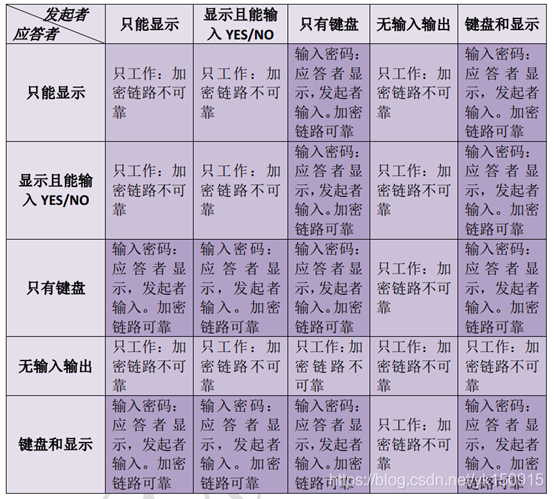 发起者
应答者
只能显示
显示且能输
入 YES/NO
只有键盘
无输入输出
键盘和显示
只能显示
只工作：加
密链路不可
靠
只工作：加
密链路不可
靠
输入密码：
应答者显
示，发起者
输入。加密
链路可靠
只工作：加
密链路不可
靠
输入密码：
应答者显
示，发起者
输入。加密
链路可靠
显示且能输
入 YES/NO
只工作：加
密链路不可
靠
只工作：加
密链路不可
靠
输入密码：
应答者显
示，发起者
输入。加密
链路可靠
只工作：加
密链路不可
靠
输入密码：
应答者显
示，发起者
输入。加密
链路可靠
只有键盘
输入密码：
应答者显
示，发起者
输入。加密
链路可靠
输入密码：
应答者显
示，发起者
输入。加密
链路可靠
输入密码：
应答者显
示，发起者
输入。加密
链路可靠
只工作：加
密链路不可
靠
输入密码：
应答者显
示，发起者
输入。加密
链路可靠
无输入输出
只工作：加
密链路不可
靠
只工作：加
密链路不可
靠
只工作：加
密链路不
可靠
只工作：加
密链路不可
靠
只工作：加
密链路不可
靠
键盘和显示
输入密码：
应答者显
示，发起者
输入。加密
链路可靠
输入密码：
应答者显
示，发起者
输入。加密
链路可靠
输入密码：
应答者显
示，发起者
输入。加密
链路可靠
只工作：加
密链路不可
靠
输入密码：
应答者显
示，发起者
输入。加密
链路可靠
https://blog.csdn.net/yk150915